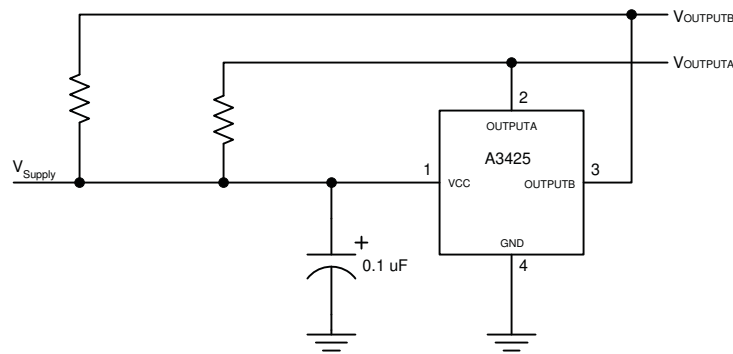 VOUTPUTB
VOUTPUTA
2
OUTPUTA
A3425
VSupply
1
VCC
OUTPUTB
3
GND
4
+
0.1 uF